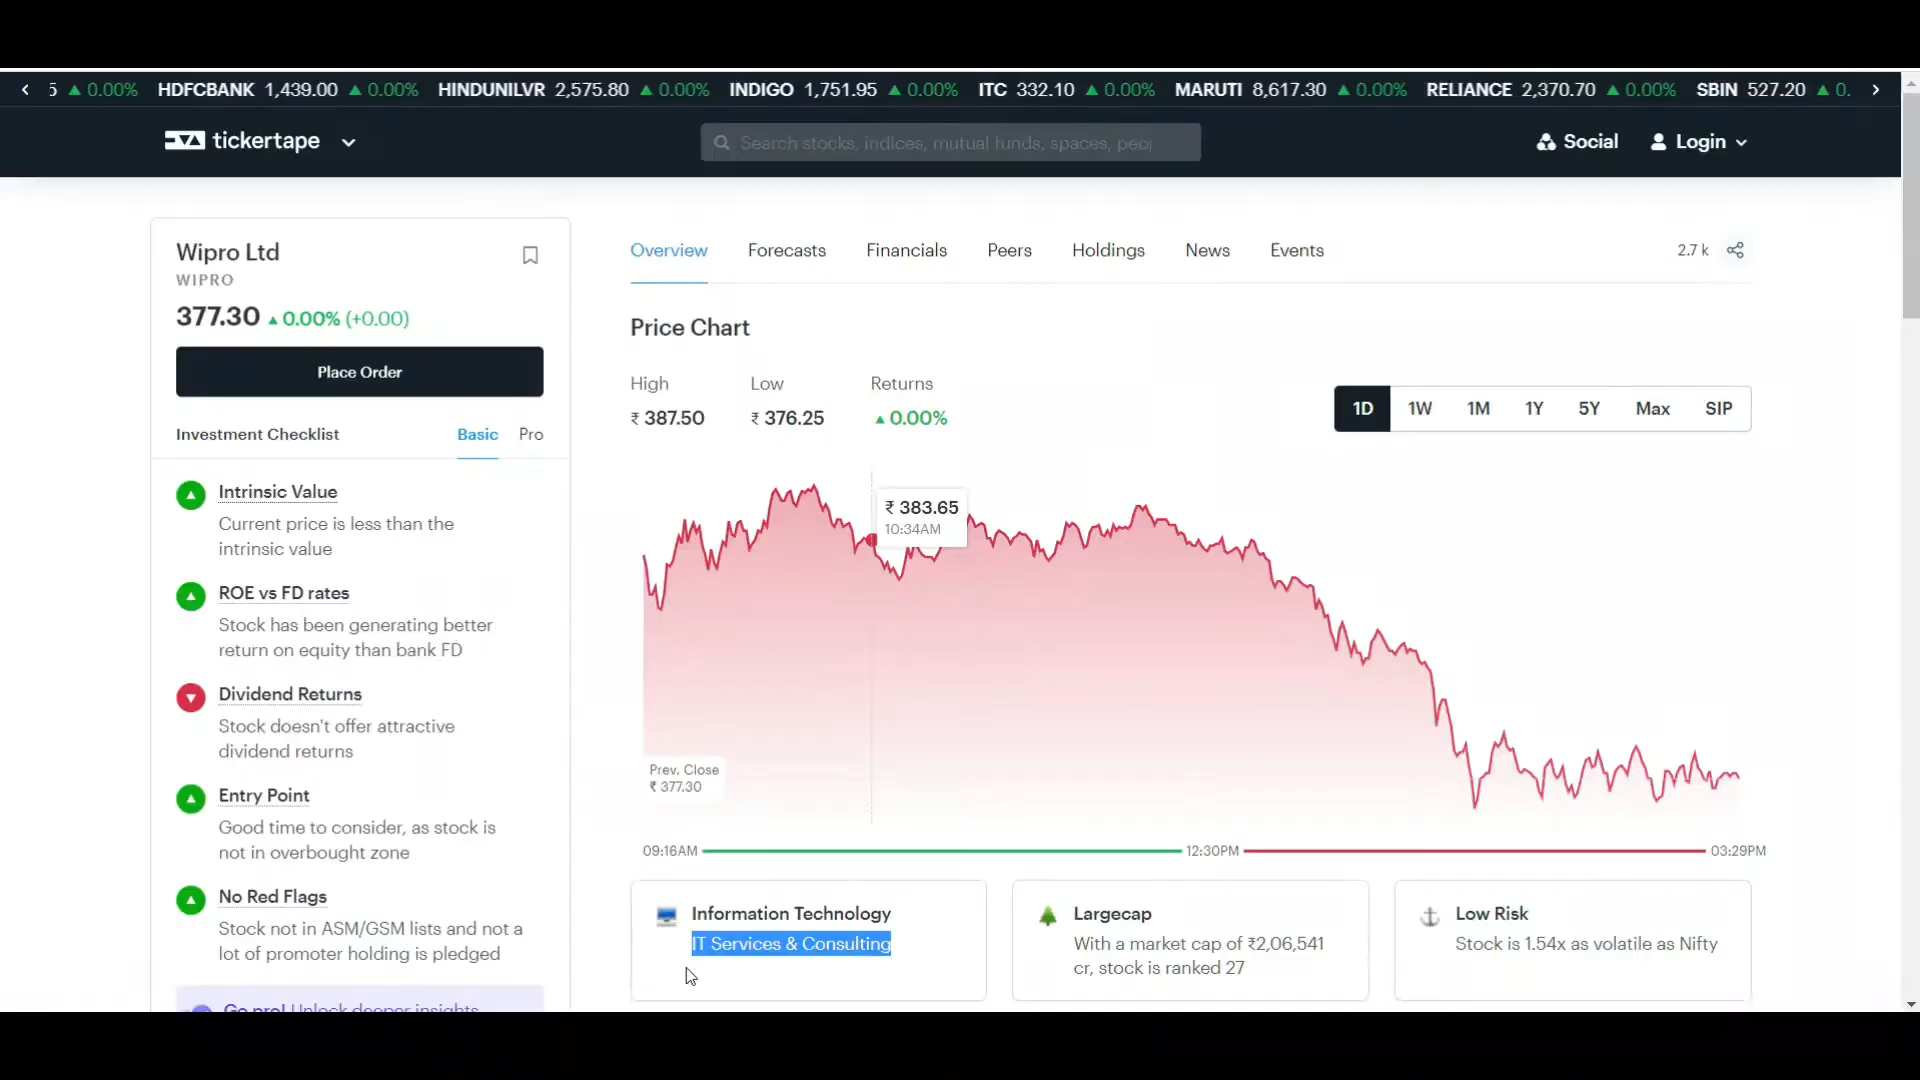 5 ▲ 0.00% HDFCBANK 1,439.00 ▲ 0.00% HINDUNILVR 2,575.80 ▲ 0.00% INDIGO 1,751.95 ▲ 0.00% ITC 332.10 ▲ 0.00% MARUTI 8,617.30 ▲ 0.00% RELIANCE 2,370.70 ▲ 0.00% SBIN 527.20 ▲ 0.
tickertape
Search stocks, indices, mutual funds, spaces, peo
Social
Login
Wipro Ltd
WIPRO
377.30 ▲ 0.00% (+0.00)
Place Order
Investment Checklist
Basic
Pro
Intrinsic Value
Current price is less than the
intrinsic value
ROE vs FD rates
Stock has been generating better
return on equity than bank FD
Dividend Returns
Stock doesn't offer attractive
dividend returns
Entry Point
Good time to consider, as stock is
not in overbought zone
No Red Flags
Stock not in ASM/GSM lists and not a
lot of promoter holding is pledged
Go pro! Unlock deeper insights
Overview Forecasts Financials Peers Holdings News Events
2.7 k
Price Chart
High Low Returns
₹ 387.50 ₹ 376.25 ▲ 0.00%
1D 1W 1M 1Y 5Y Max SIP
₹ 383.65
10:34AM
Prev. Close
₹ 377.30
09:16AM 12:30PM 03:29PM
Information Technology
IT Services & Consulting
Largecap
With a market cap of ₹2,06,541
cr, stock is ranked 27
Low Risk
Stock is 1.54x as volatile as Nifty